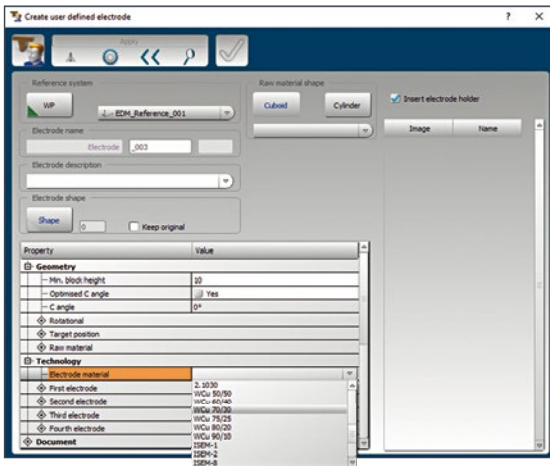 Create user defined electrode
? ×
Apply
Reference system
WP
EDM_Reference_001
Electrode name
Electrode
_003
Electrode description
Electrode shape
Shape
0
Keep original
Raw material shape
Cuboid
Cylinder
Insert electrode holder
Image
Name
Property
Value
Geometry
Min. block height
10
Optimised C angle
Yes
C angle
0°
Rotational
Target position
Raw material
Technology
Electrode material
First electrode
Second electrode
Third electrode
Fourth electrode
Document
2.1030
WCu 50/50
WCu 60/40
WCu 70/30
WCu 75/25
WCu 80/20
WCu 90/10
ISEM-1
ISEM-2
ISEM-8